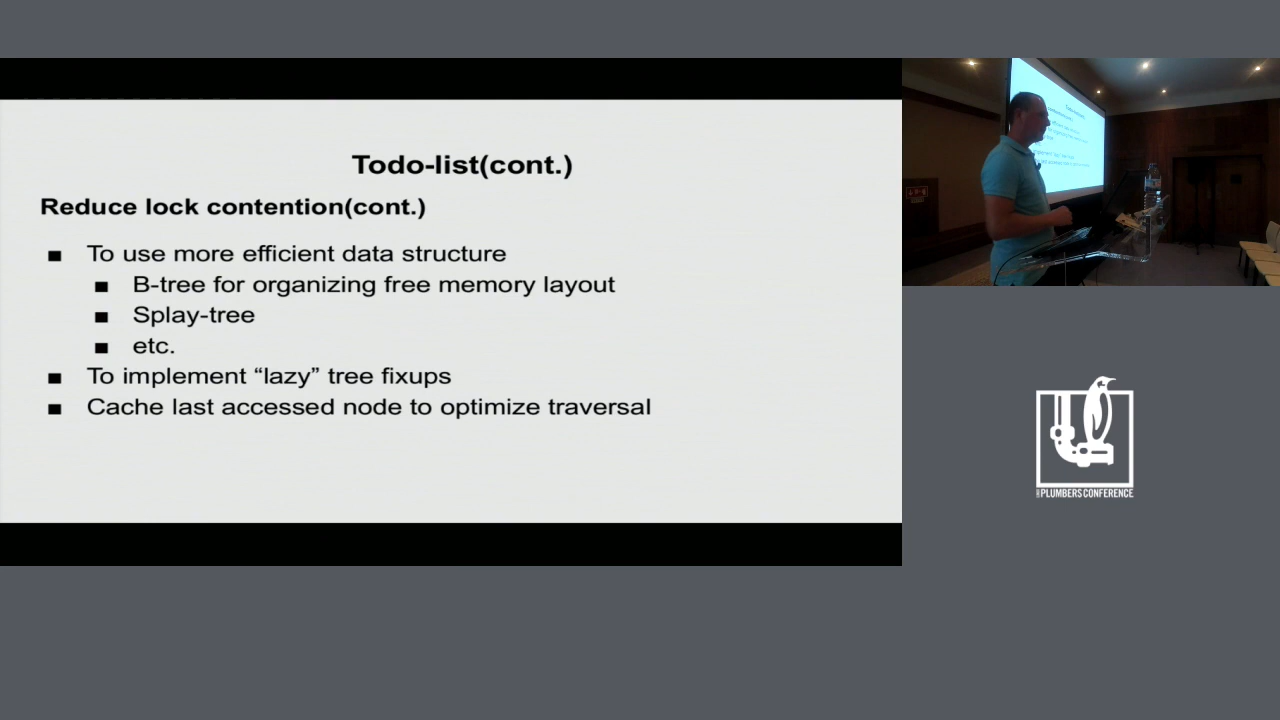 Todo-list(cont.)
Reduce lock contention(cont.)
■ To use more efficient data structure
■ B-tree for organizing free memory layout
■ Splay-tree
■ etc.
■ To implement “lazy” tree fixups
■ Cache last accessed node to optimize traversal
PLUMBERS CONFERENCE